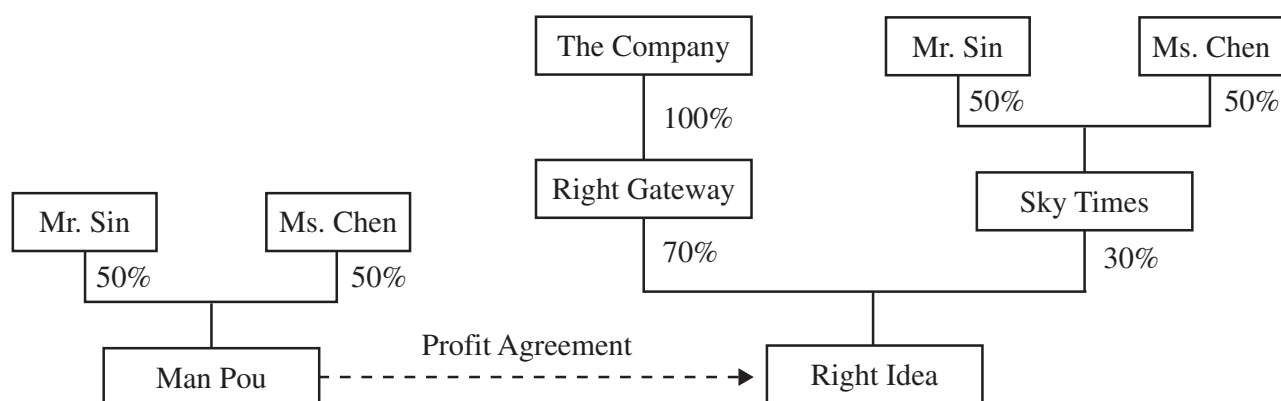 The Company
Mr. Sin
Ms. Chen
100%
50%
50%
Right Gateway
Sky Times
Mr. Sin
Ms. Chen
70%
30%
50%
50%
Profit Agreement
Man Pou
Right Idea